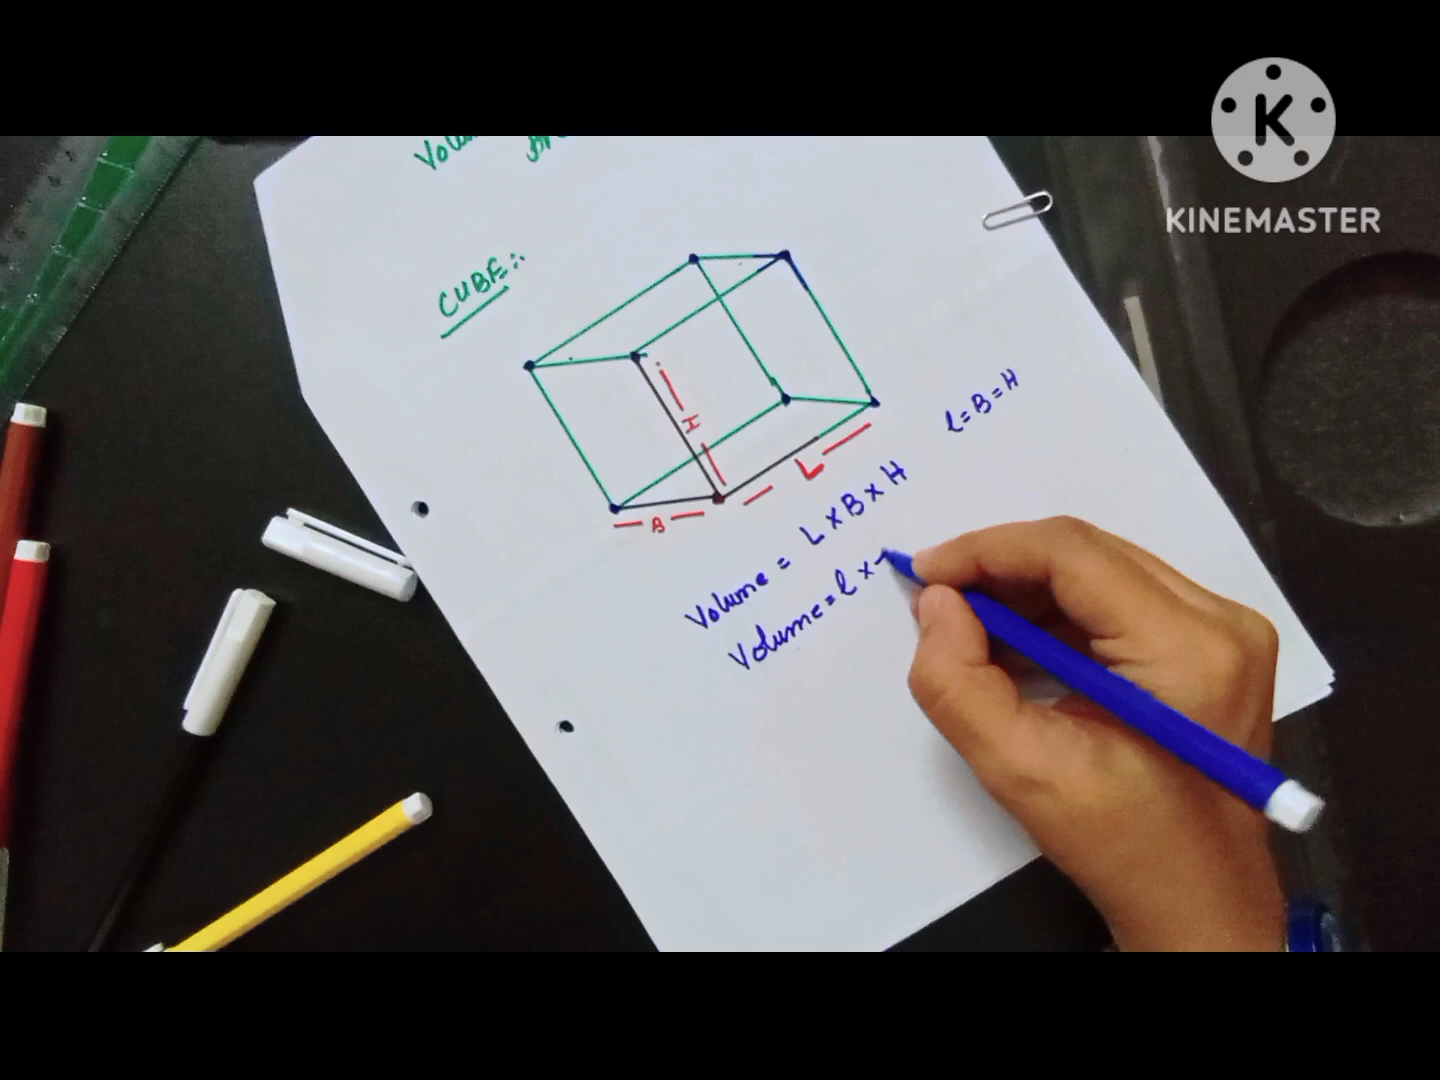 KINEMASTER
CUBE:
H
L
B
l=B=H
Volume = L x B x H
Volume = l x